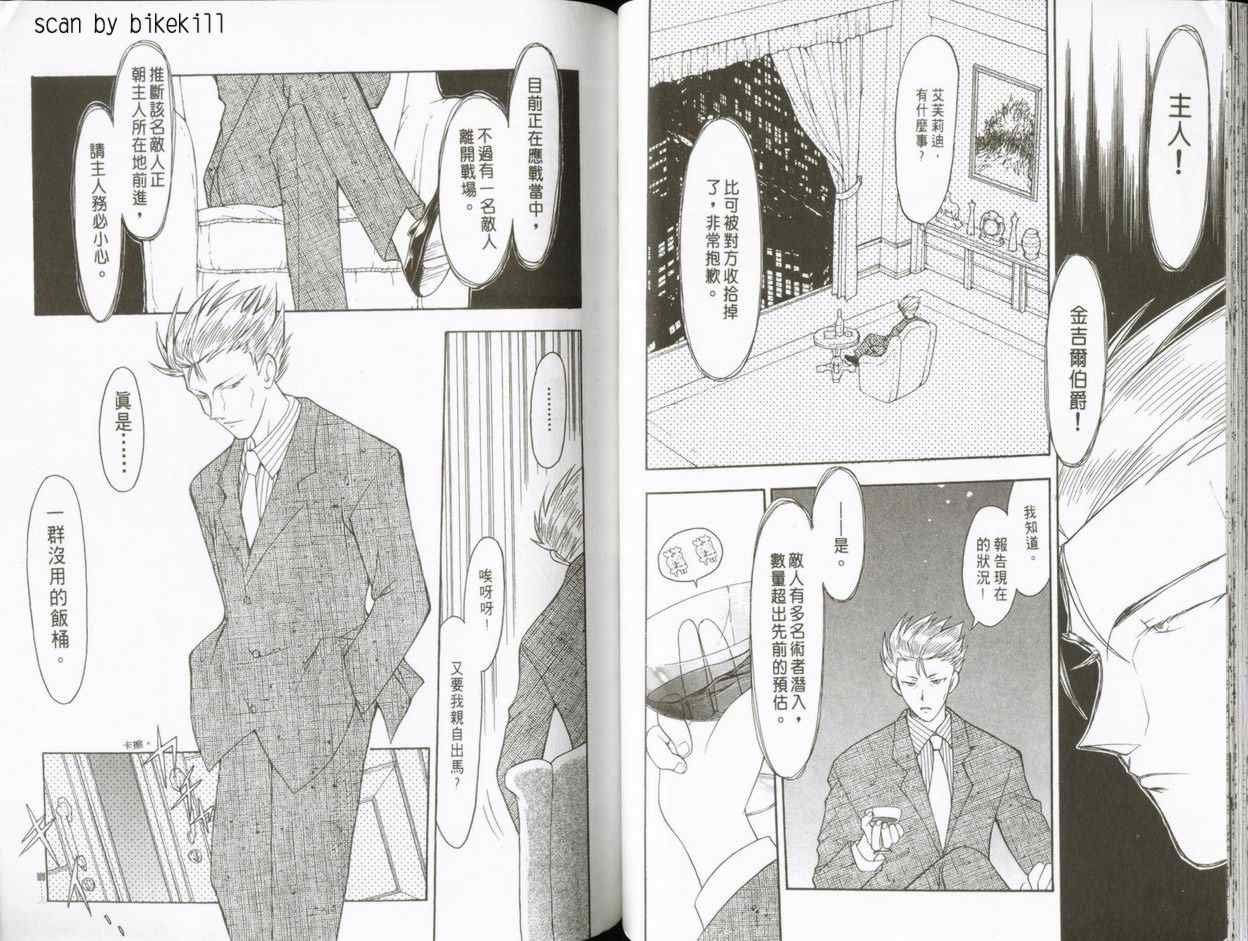 scan by bikekill
主人！
金吉爾伯爵！
艾芙莉迪，
有什麼事？
比可被對方收拾掉
了，非常抱歉。
我知道。
報告現在
的狀況！
——是。
敵人有多名術者潛入，
數量超出先前的預估。
目前正在應戰當中，
不過有一名敵人
離開戰場。
推斷該名敵人正
朝主人所在地前進，
請主人務必小心。
………
唉呀呀！
又要我親自出馬？
真是……
一群沒用的飯桶。